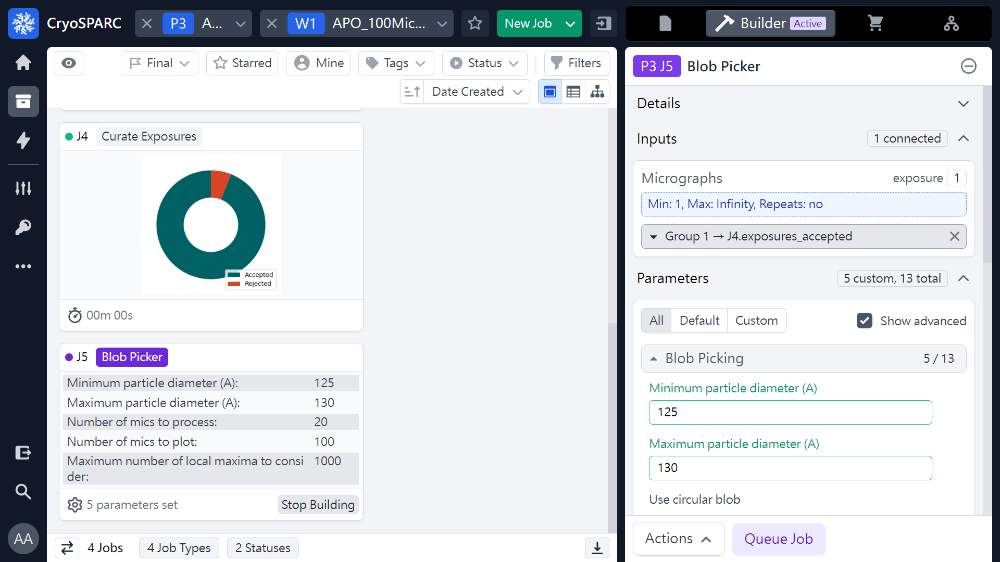 CryoSPARC
P3 A...
W1 APO_100Mic...
New Job
Builder Active
Final
Starred
Mine
Tags
Status
Filters
Date Created
J4 Curate Exposures
Accepted
Rejected
00m 00s
J5 Blob Picker
Minimum particle diameter (A): 125
Maximum particle diameter (A): 130
Number of mics to process: 20
Number of mics to plot: 100
Maximum number of local maxima to consi 1000
der:
5 parameters set Stop Building
4 Jobs 4 Job Types 2 Statuses
AA
P3 J5 Blob Picker
Details
Inputs 1 connected
Micrographs exposure 1
Min: 1, Max: Infinity, Repeats: no
Group 1 → J4.exposures_accepted
Parameters 5 custom, 13 total
All Default Custom Show advanced
Blob Picking 5 / 13
Minimum particle diameter (A)
125
Maximum particle diameter (A)
130
Use circular blob
Actions Queue Job